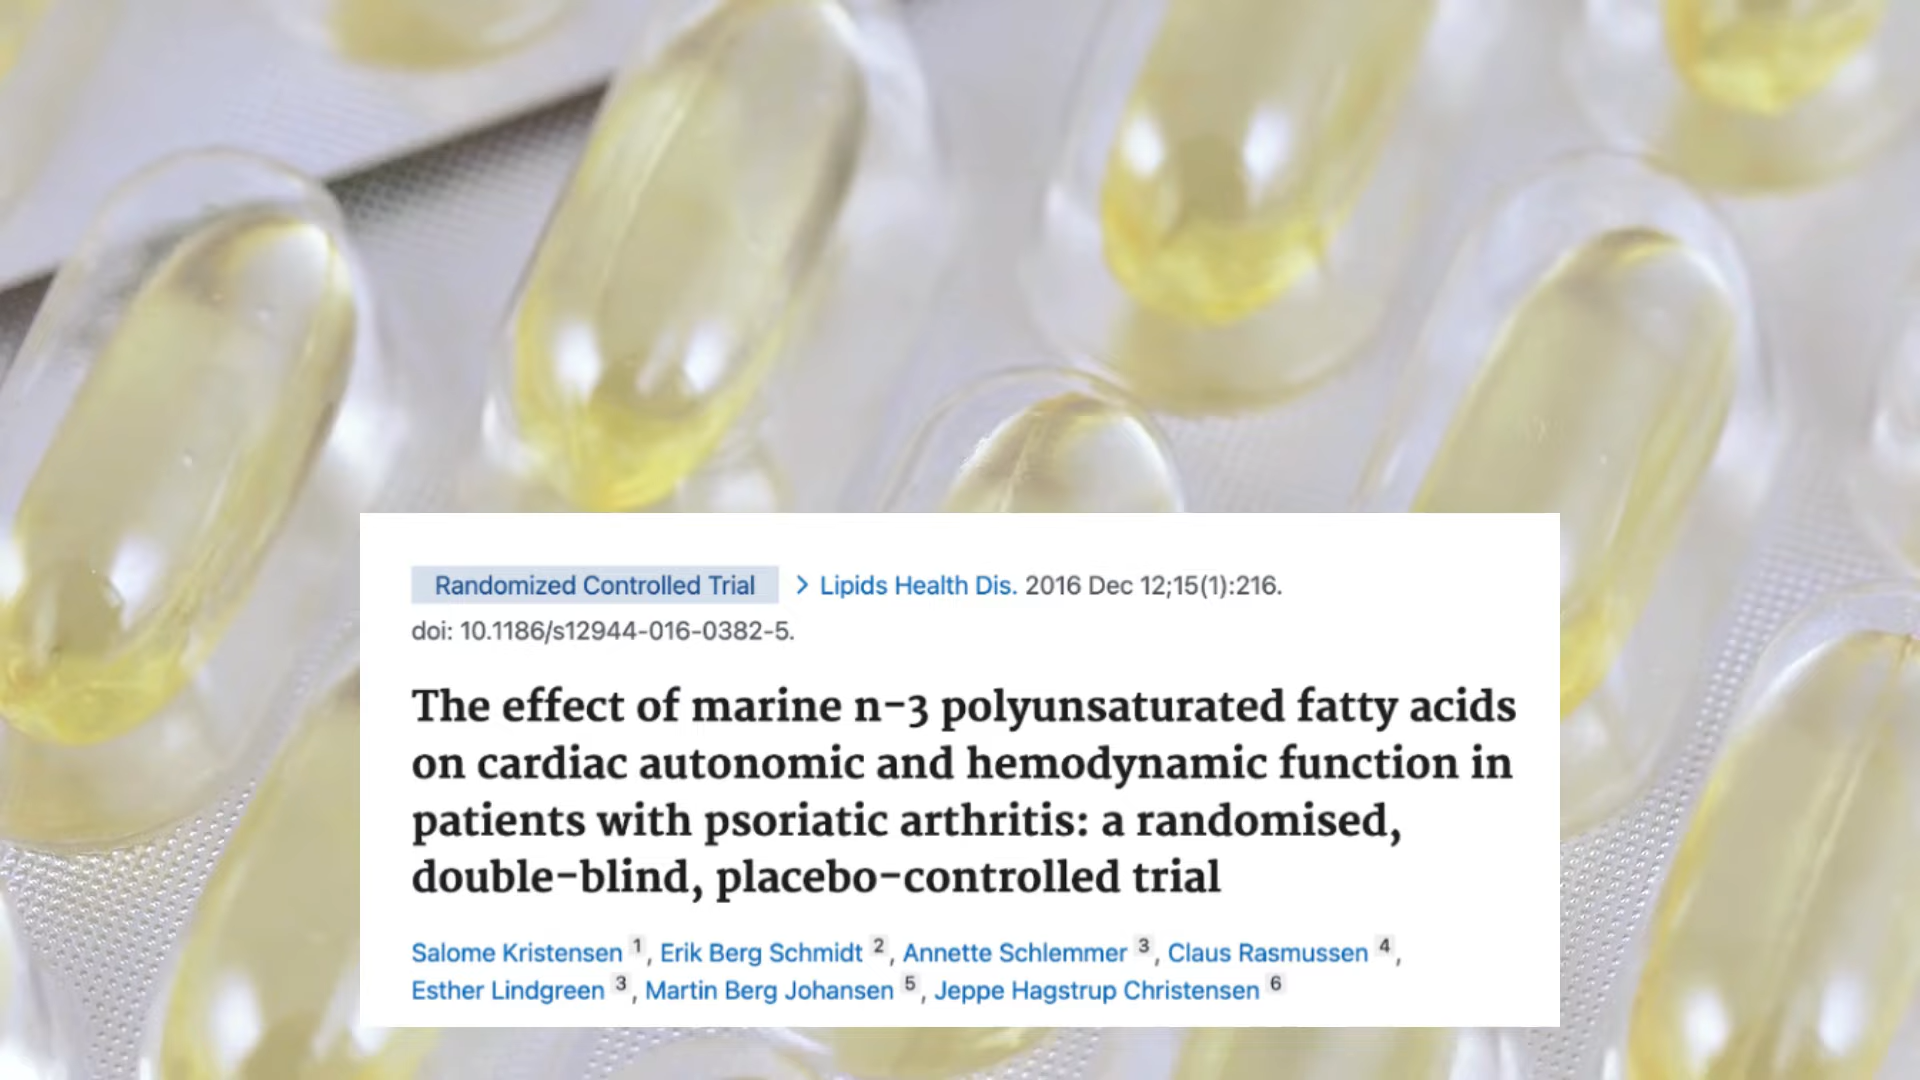 Randomized Controlled Trial > Lipids Health Dis. 2016 Dec 12;15(1):216.
doi: 10.1186/s12944-016-0382-5.
The effect of marine n-3 polyunsaturated fatty acids
on cardiac autonomic and hemodynamic function in
patients with psoriatic arthritis: a randomised,
double-blind, placebo-controlled trial
Salome Kristensen 1, Erik Berg Schmidt 2, Annette Schlemmer 3, Claus Rasmussen 4,
Esther Lindgreen 3, Martin Berg Johansen 5, Jeppe Hagstrup Christensen 6